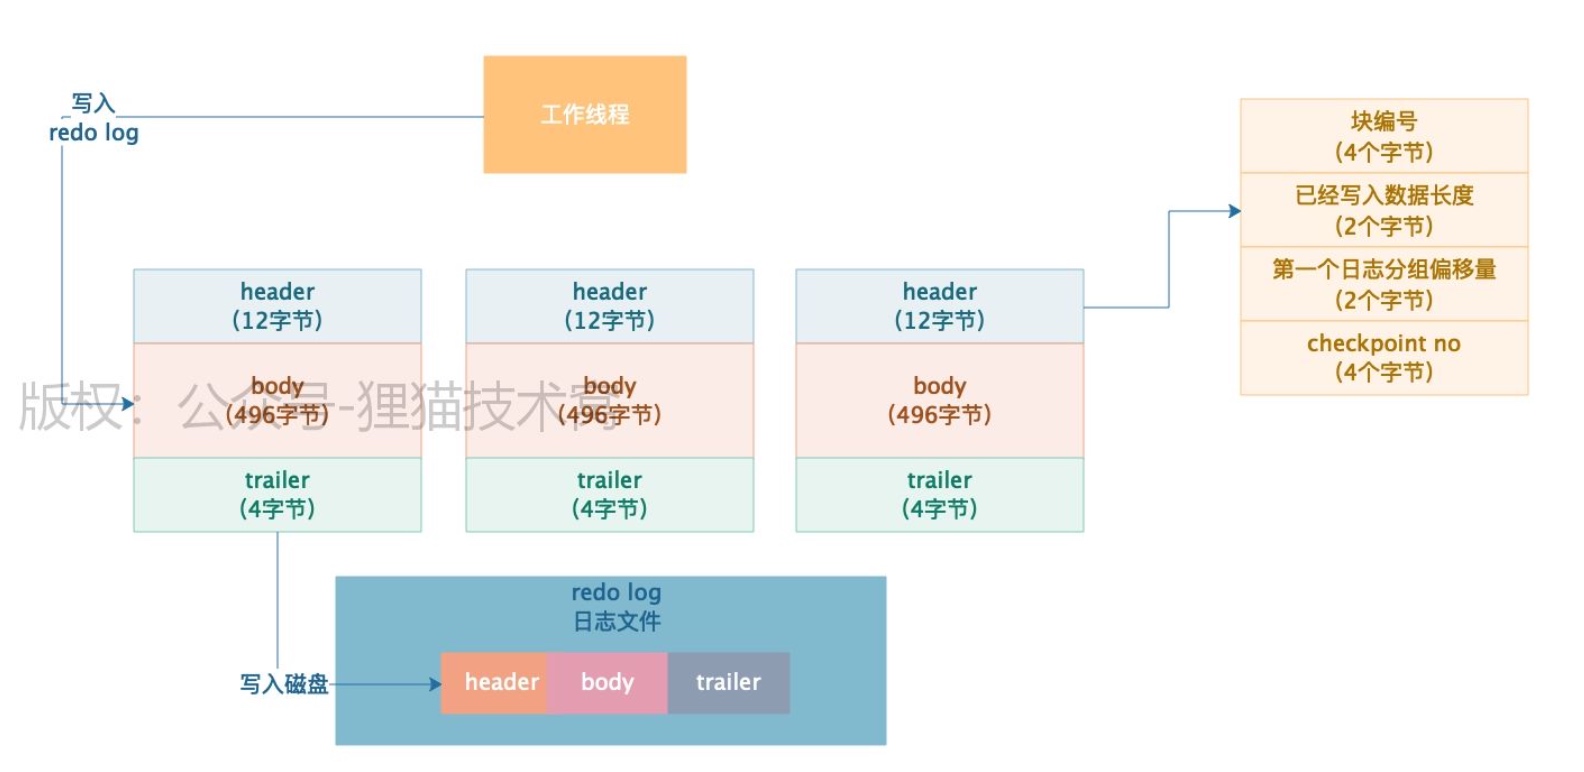 写入
redo log
工作线程
块编号
(4个字节)
已经写入数据长度
(2个字节)
第一个日志分组偏移量
(2个字节)
checkpoint no
(4个字节)
header
(12字节)
header
(12字节)
header
(12字节)
body
(496字节)
body
(496字节)
body
(496字节)
版权：公众号-狸猫技术窝
trailer
(4字节)
trailer
(4字节)
trailer
(4字节)
redo log
日志文件
写入磁盘
header
body
trailer